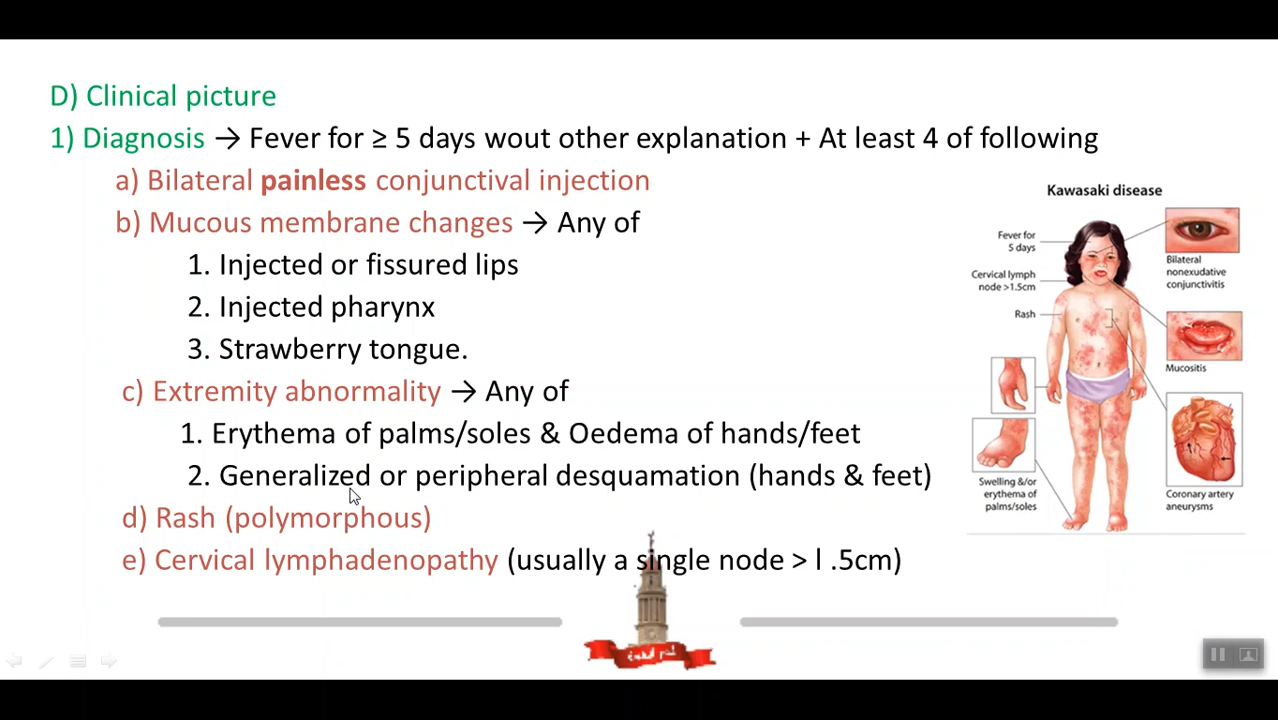 D) Clinical picture
1) Diagnosis → Fever for ≥ 5 days wout other explanation + At least 4 of following
a) Bilateral painless conjunctival injection
b) Mucous membrane changes → Any of
1. Injected or fissured lips
2. Injected pharynx
3. Strawberry tongue.
c) Extremity abnormality → Any of
1. Erythema of palms/soles & Oedema of hands/feet
2. Generalized or peripheral desquamation (hands & feet)
d) Rash (polymorphous)
e) Cervical lymphadenopathy (usually a single node > l .5cm)
Kawasaki disease
Fever for
5 days
Cervical lymph
node >1.5cm
Rash
Swelling &/or
erythema of
palms/soles
Bilateral
nonexudative
conjunctivitis
Mucositis
Coronary artery
aneurysms